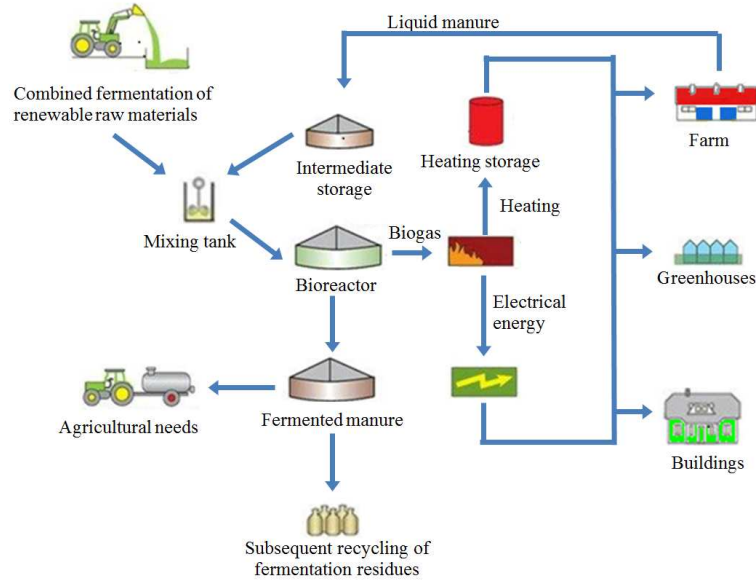 Liquid manure
Combined fermentation of
renewable raw materials
Intermediate
storage
Heating storage
Farm
Mixing tank
Heating
Biogas
Bioreactor
Greenhouses
Electrical
energy
Agricultural needs
Fermented manure
Buildings
Subsequent recycling of
fermentation residues